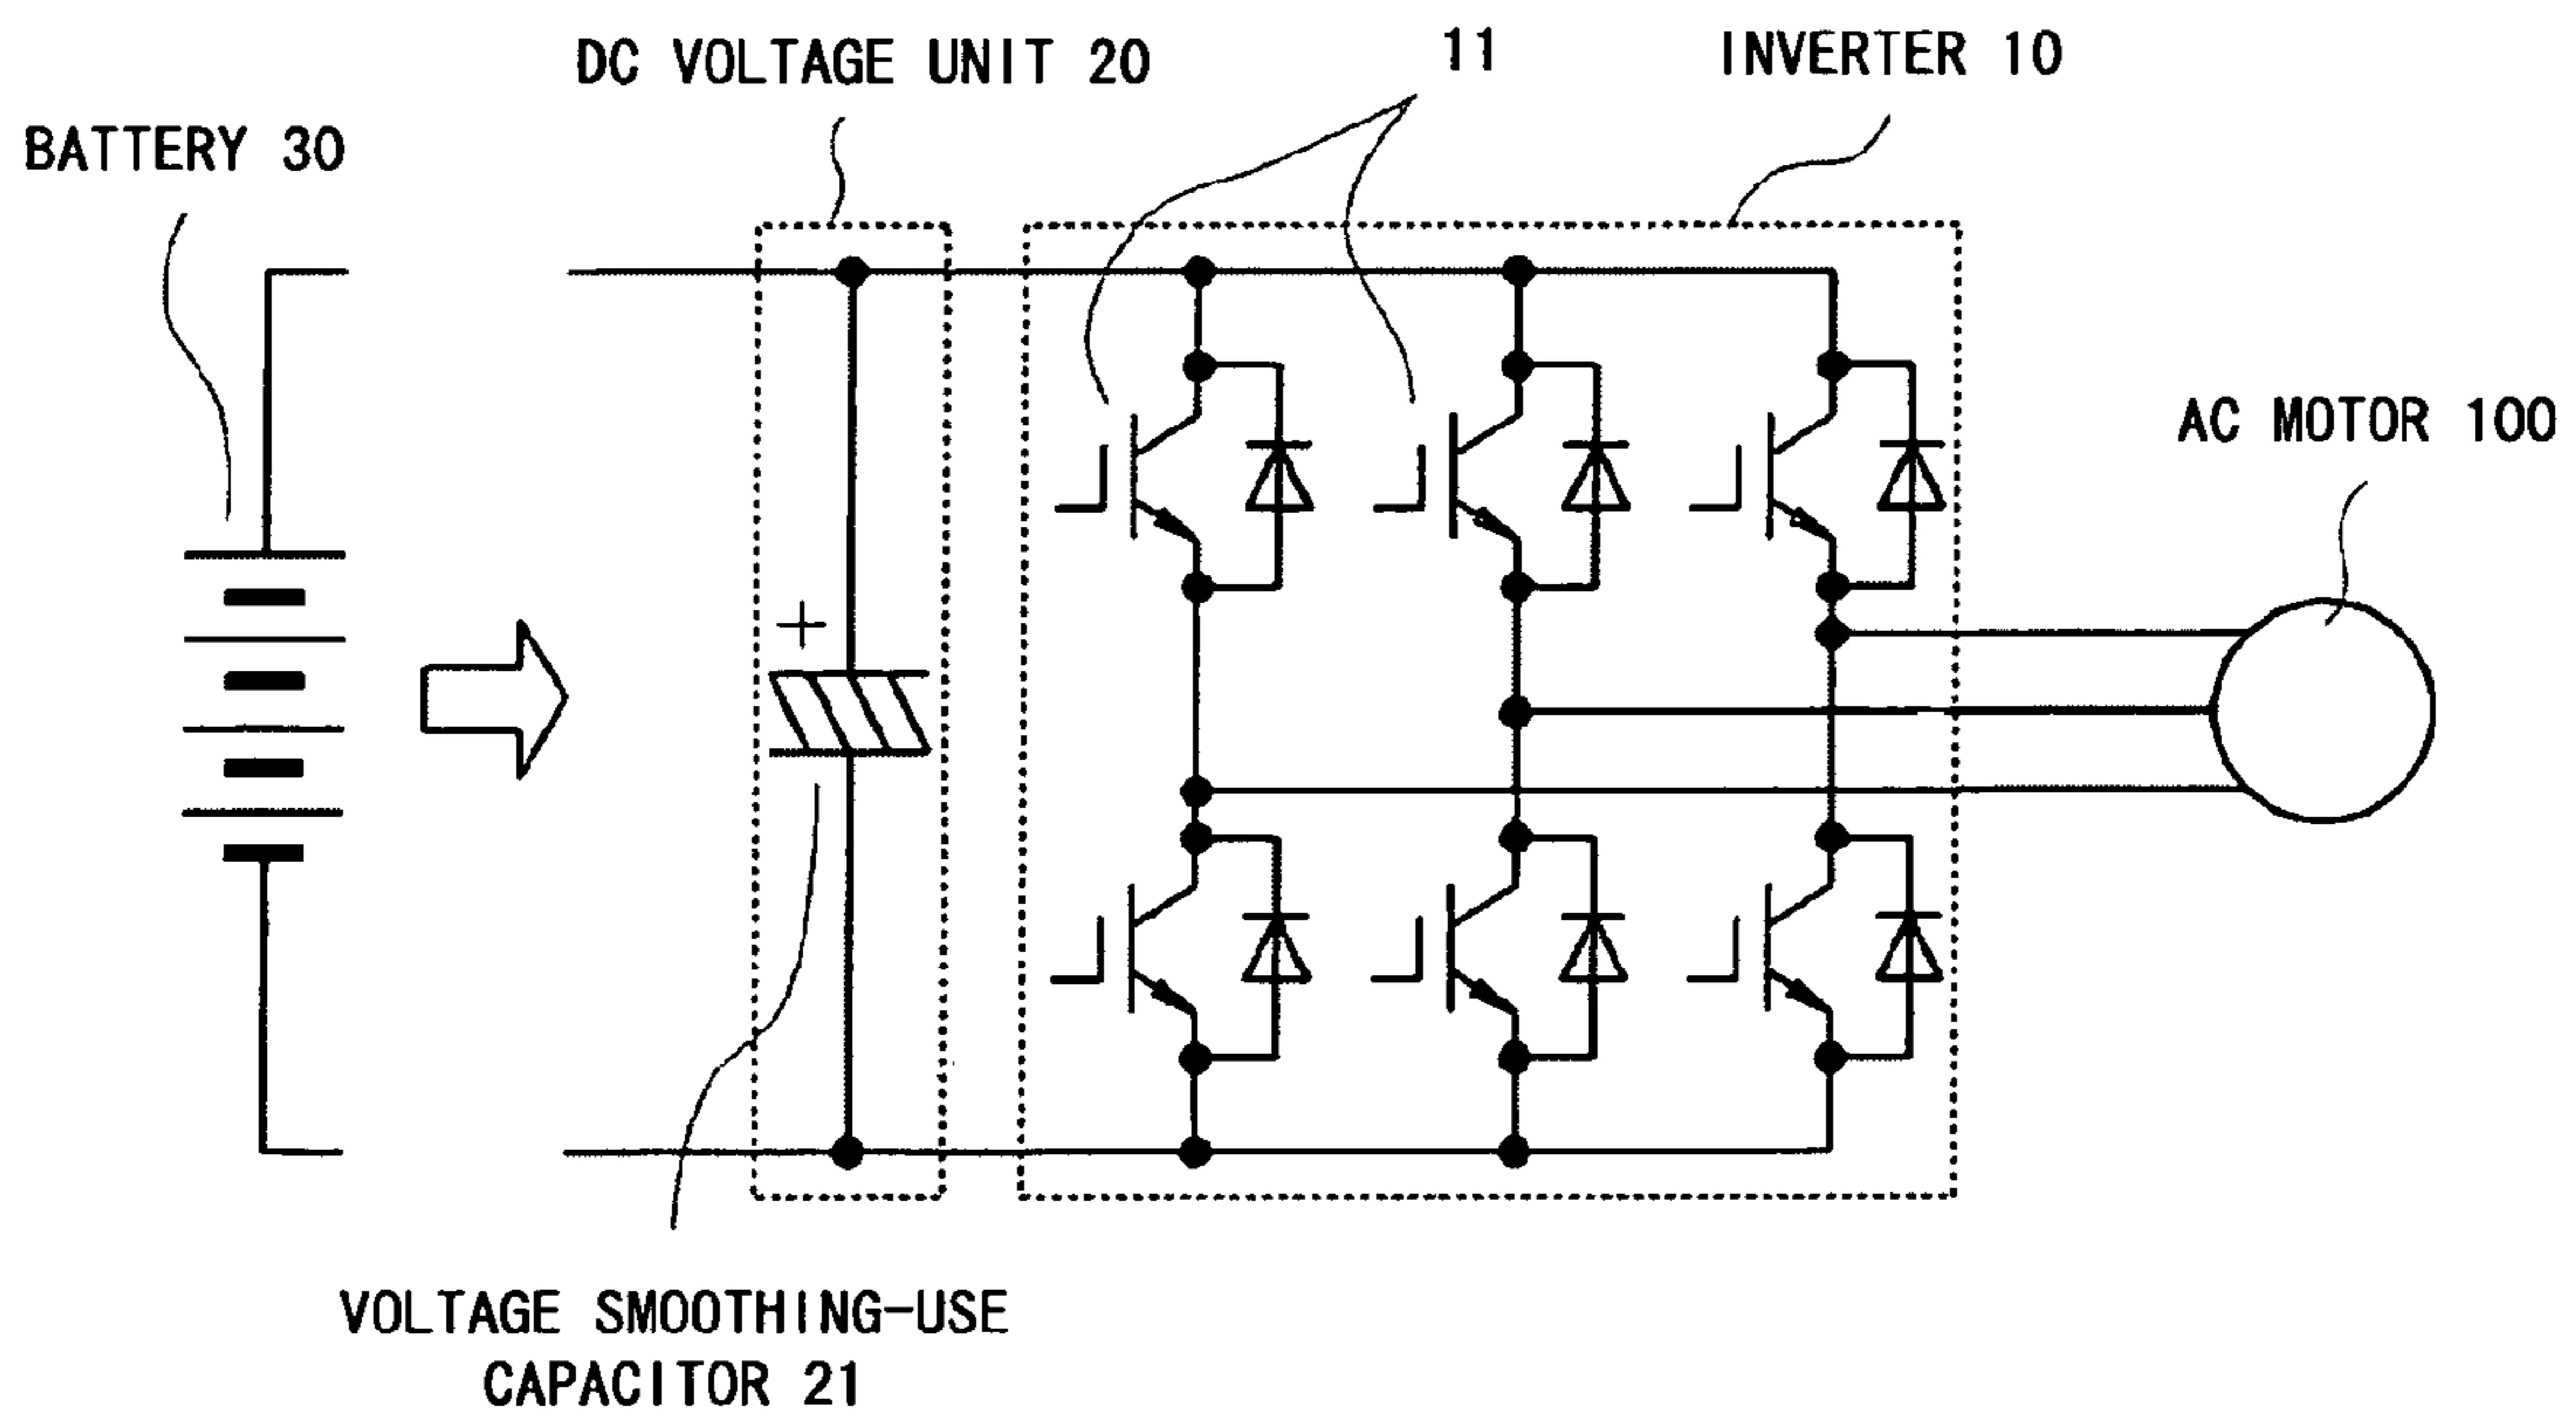 DC VOLTAGE UNIT 20
11
INVERTER 10
BATTERY 30
AC MOTOR 100
+
VOLTAGE SMOOTHING-USE
CAPACITOR 21